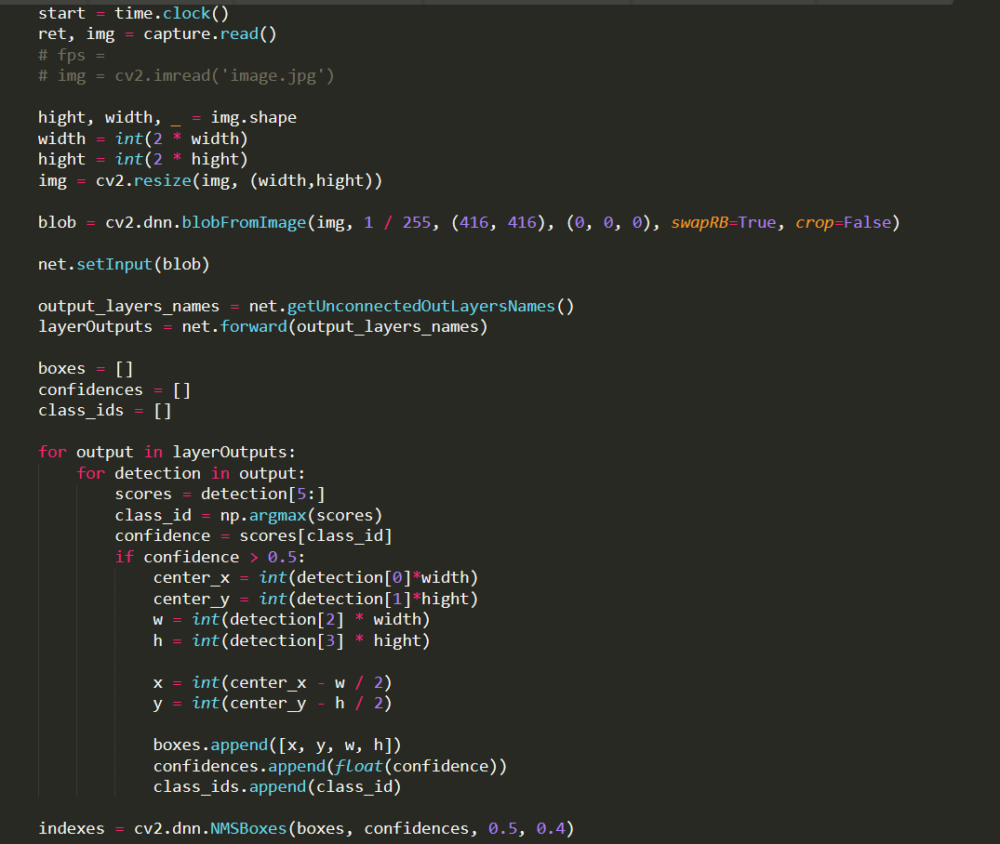 start = time.clock()
ret, img = capture.read()
# fps =
# img = cv2.imread('image.jpg')
hight, width, _ = img.shape
width = int(2 * width)
hight = int(2 * hight)
img = cv2.resize(img, (width,hight))
blob = cv2.dnn.blobFromImage(img, 1 / 255, (416, 416), (0, 0, 0), swapRB=True, crop=False)
net.setInput(blob)
output_layers_names = net.getUnconnectedOutLayersNames()
layerOutputs = net.forward(output_layers_names)
boxes = []
confidences = []
class_ids = []
for output in layerOutputs:
    for detection in output:
        scores = detection[5:]
        class_id = np.argmax(scores)
        confidence = scores[class_id]
        if confidence > 0.5:
            center_x = int(detection[0]*width)
            center_y = int(detection[1]*hight)
            w = int(detection[2] * width)
            h = int(detection[3] * hight)
            x = int(center_x - w / 2)
            y = int(center_y - h / 2)
            boxes.append([x, y, w, h])
            confidences.append(float(confidence))
            class_ids.append(class_id)
indexes = cv2.dnn.NMSBoxes(boxes, confidences, 0.5, 0.4)